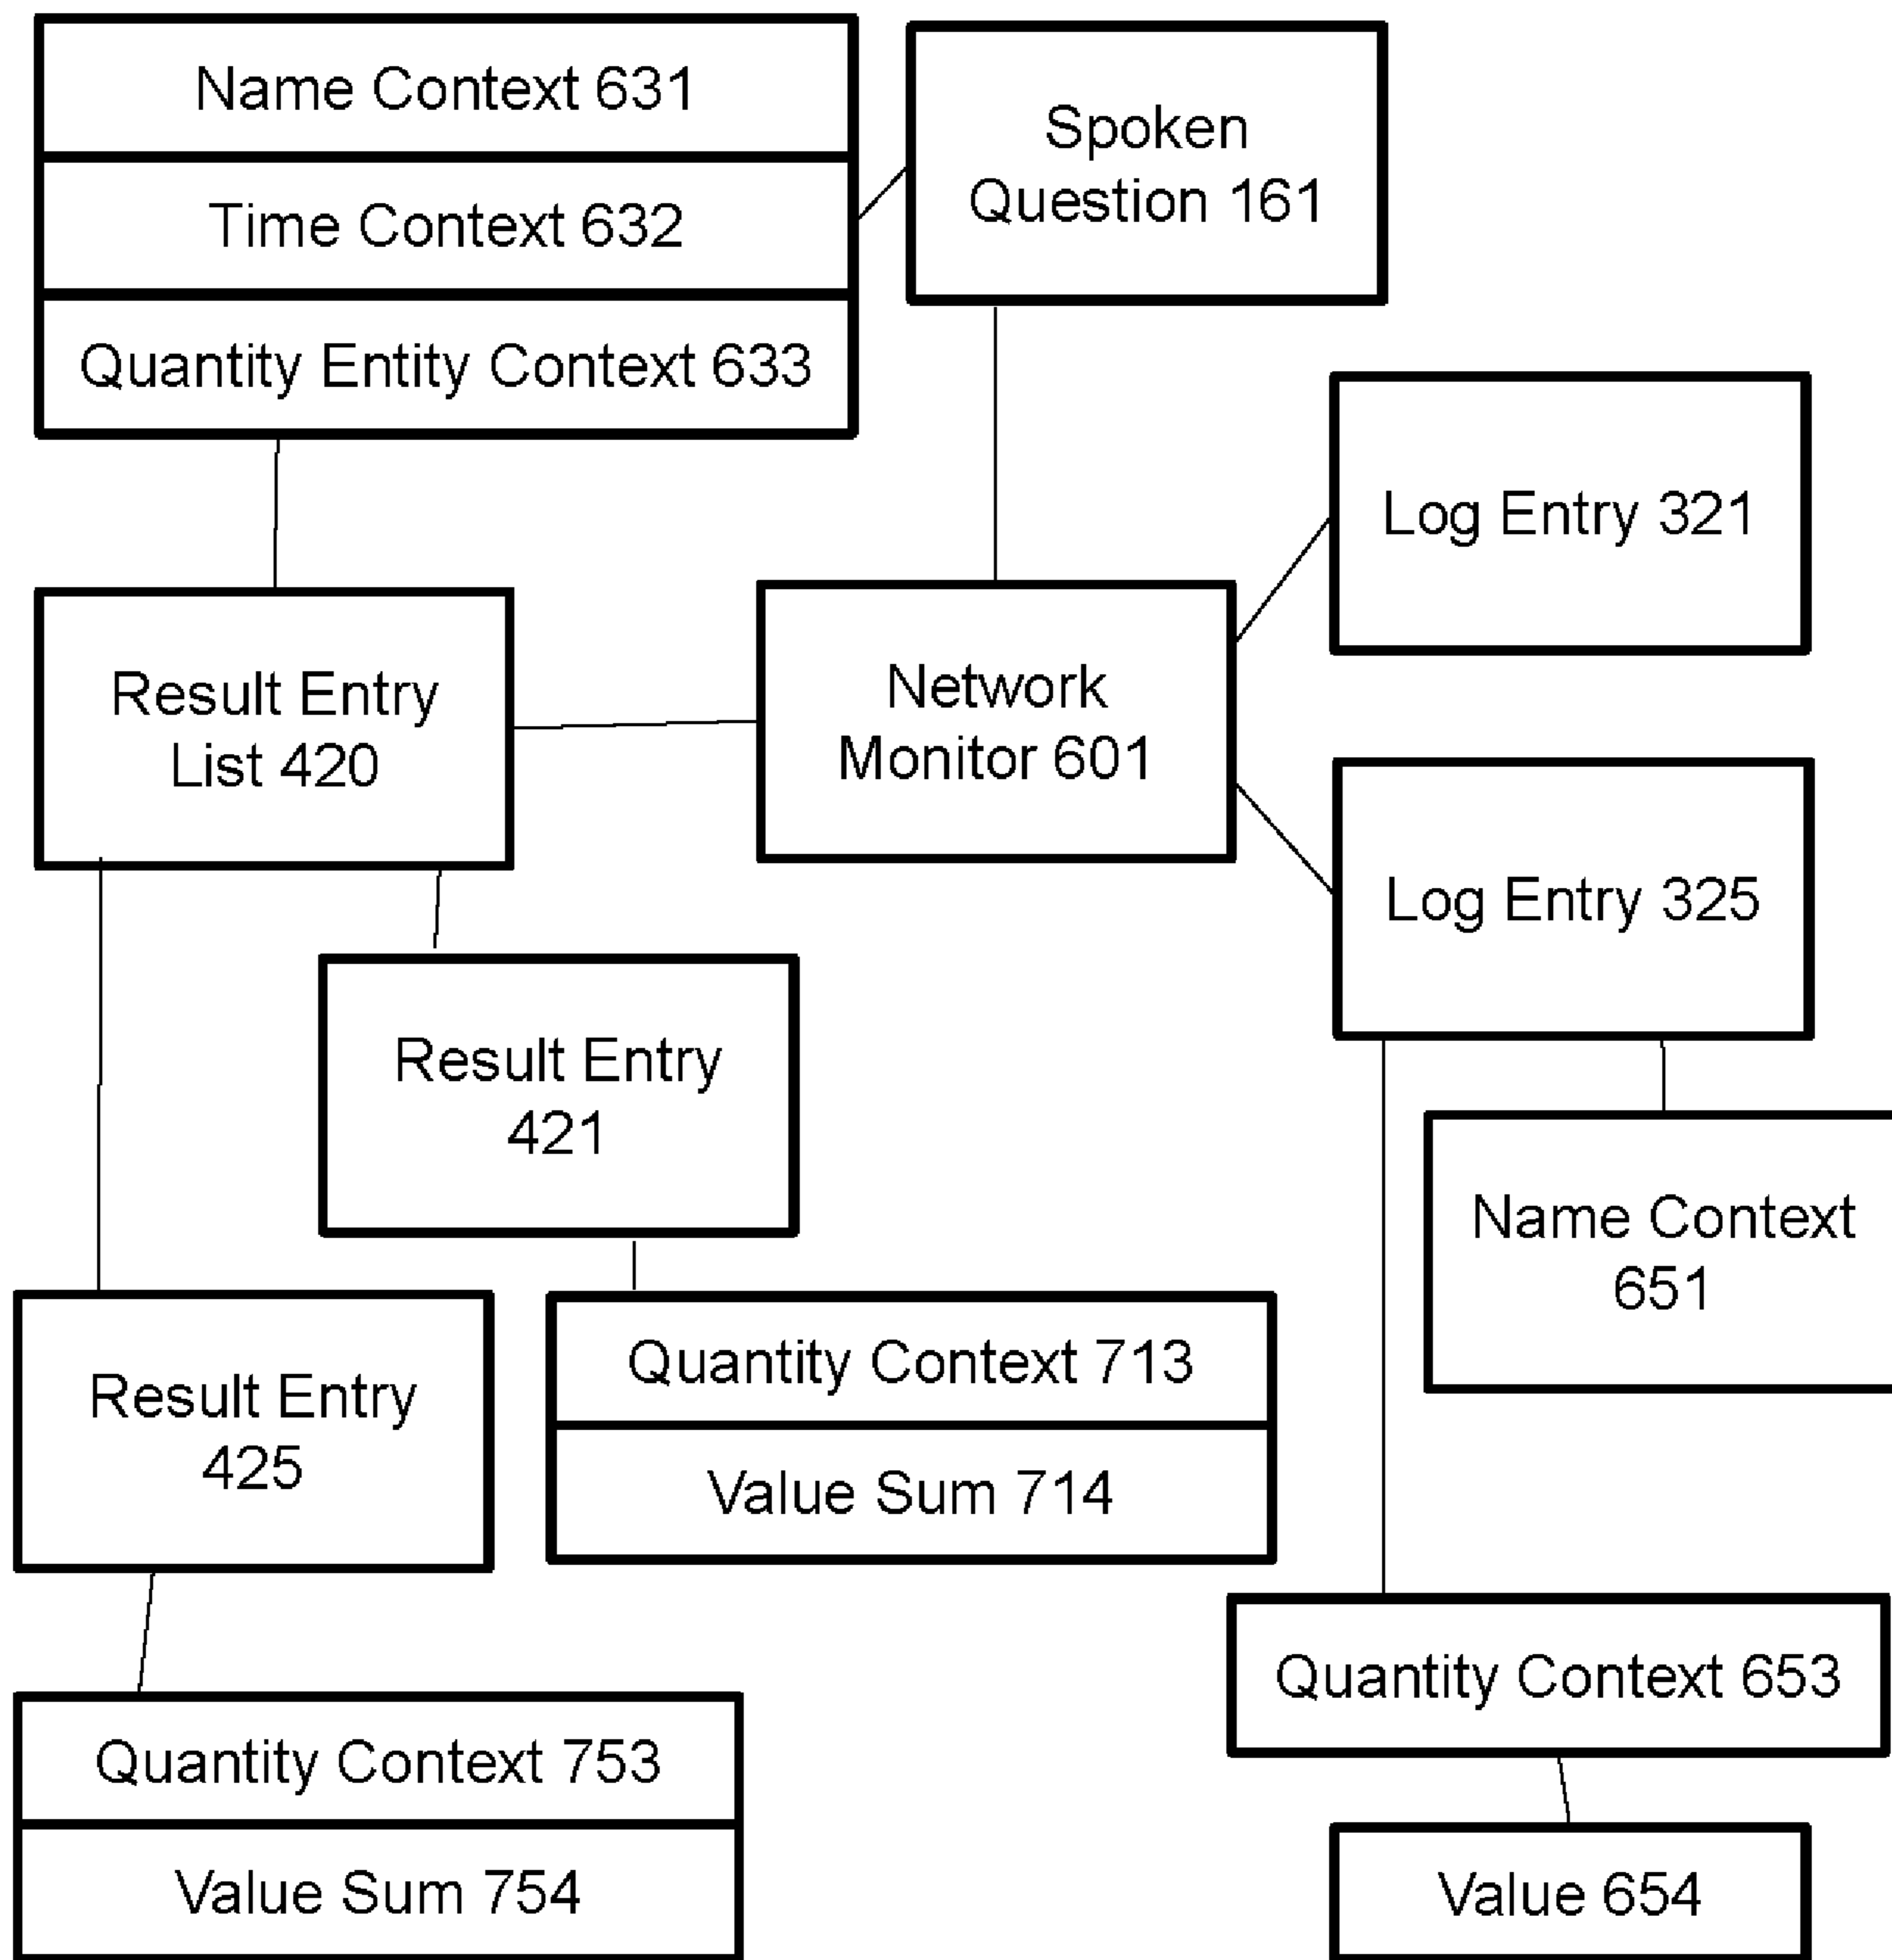 Name Context 631
Time Context 632
Quantity Entity Context 633
Spoken
Question 161
Log Entry 321
Result Entry
List 420
Network
Monitor 601
Log Entry 325
Result Entry
421
Name Context
651
Result Entry
425
Quantity Context 713
Value Sum 714
Quantity Context 653
Quantity Context 753
Value Sum 754
Value 654